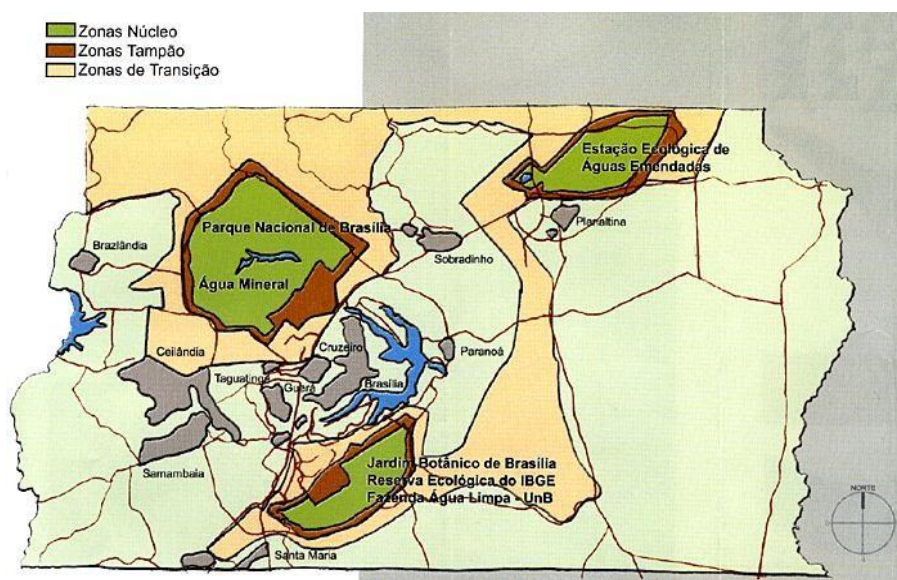 Zonas Núcleo
Zonas Tampão
Zonas de Transição
Estação Ecológica de
Águas Emendadas
Parque Nacional de Brasília
Planaltina
Brazlândia
Sobradinho
Água Mineral
Cruzeiro
Ceilândia
Paranoá
Taguatinga
Guará
Brasília
Jardim Botânico de Brasília
Samambaia
Reserva Ecológica do IBGE
Fazenda Água Limpa - UnB
NORTE
Santa Maria